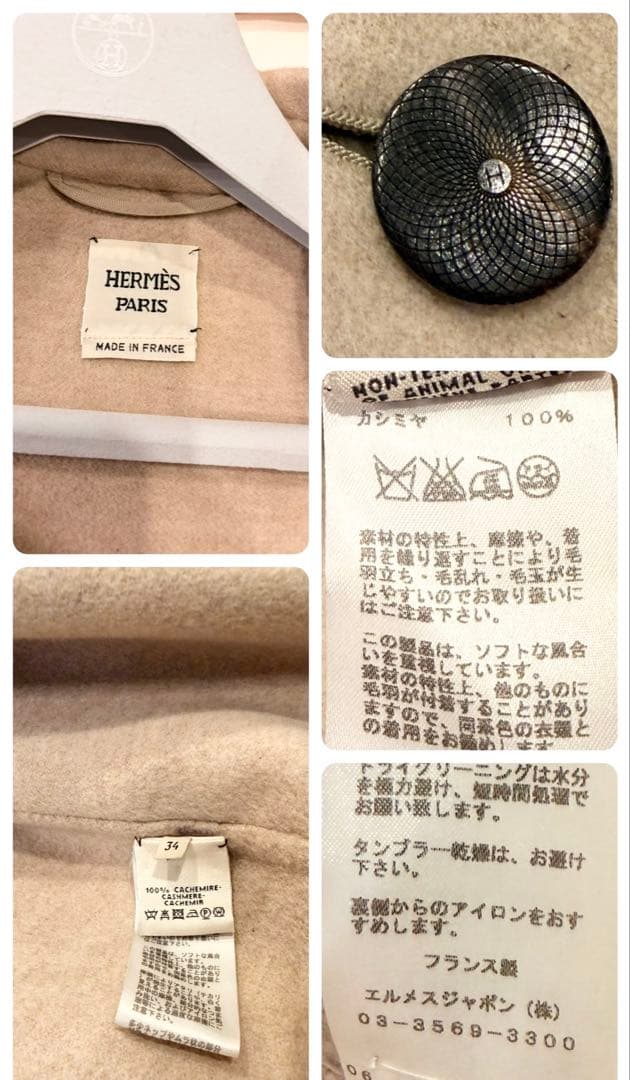 HERMÈS
PARIS
MADE IN FRANCE
H
NON-TEX
OF ANIMAL
カシミヤ 100%
素材の特性上、摩擦や、着
用を繰り返すことにより毛
羽立ち・毛乱れ・毛玉が生
じやすいのでお取り扱いに
はご注意下さい。
この製品は、ソフトな風合
いを重視しています。
素材の特性上、他のものに
毛羽が付着することがあり
ますので、同系色の衣類と
の着用をお勧めします
34
100% CACHEMIRE-
CASHMERE-
CACHEMIR
ドライクリーニングは水分
を極力避け、短時間処理で
お願い致します。
タンブラー乾燥は、お避け
下さい。
裏側からのアイロンをおす
すめします。
フランス製
エルメスジャポン（株）
03-3569-3300
06